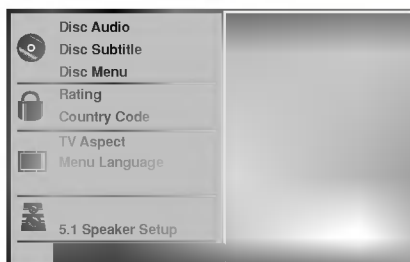 Disc Audio
Disc Subtitle
Disc Menu
Rating
Country Code
TV Aspect
Menu Language
5.1 Speaker Setup